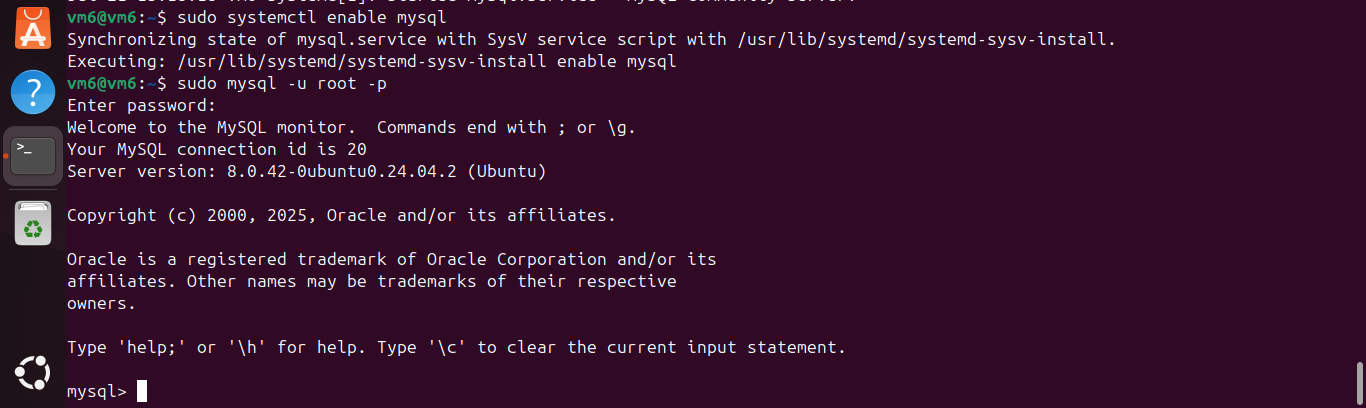 vm6@vm6:~$ sudo systemctl enable mysql
Synchronizing state of mysql.service with SysV service script with /usr/lib/systemd/systemd-sysv-install.
Executing: /usr/lib/systemd/systemd-sysv-install enable mysql
vm6@vm6:~$ sudo mysql -u root -p
Enter password:
Welcome to the MySQL monitor.  Commands end with ; or \g.
Your MySQL connection id is 20
Server version: 8.0.42-0ubuntu0.24.04.2 (Ubuntu)
Copyright (c) 2000, 2025, Oracle and/or its affiliates.
Oracle is a registered trademark of Oracle Corporation and/or its
affiliates. Other names may be trademarks of their respective
owners.
Type 'help;' or '\h' for help. Type '\c' to clear the current input statement.
mysql>